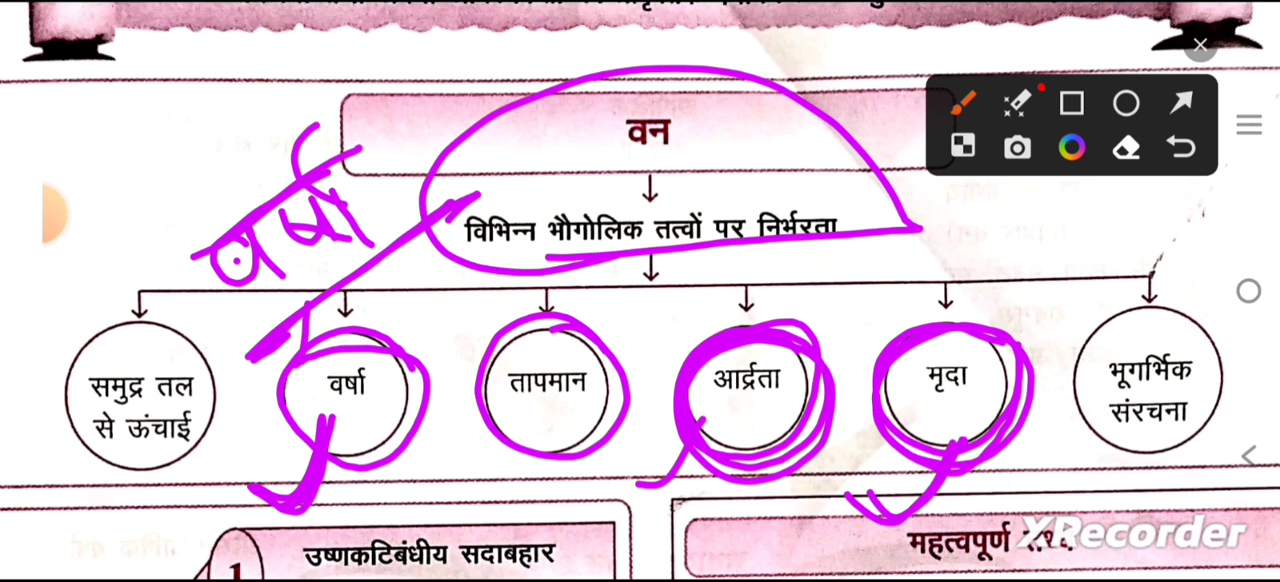 वन
वर्षा
विभिन्न भौगोलिक तत्वों पर निर्भरता
समुद्र तल
से ऊंचाई
वर्षा
तापमान
आर्द्रता
मृदा
भूगर्भिक
संरचना
1
उष्णकटिबंधीय सदाबहार
महत्वपूर्ण
XRecorder